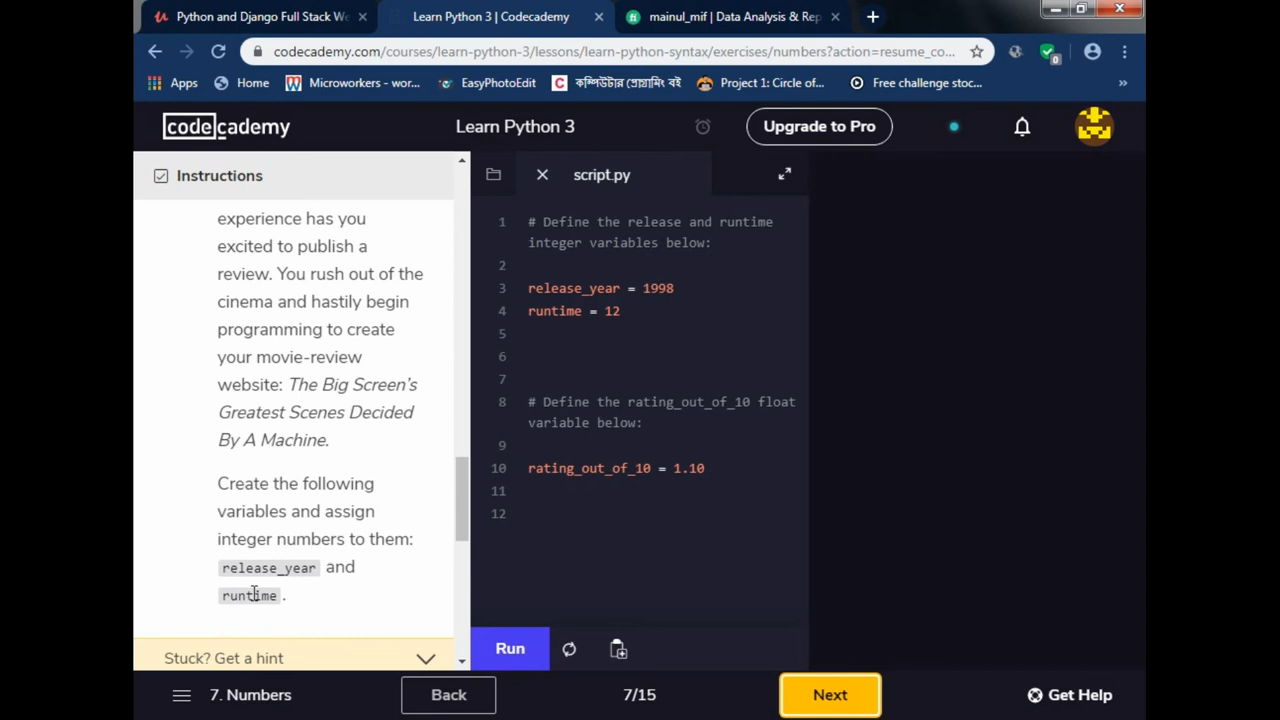 Python and Django Full Stack We
Learn Python 3 | Codecademy
mainul_mif | Data Analysis & Rep
codecademy.com/courses/learn-python-3/lessons/learn-python-syntax/exercises/numbers?action=resume_co...
0
Apps
Home
Microworkers - wor...
EasyPhotoEdit
কম্পিউটার প্রোগ্রামিং বই
Project 1: Circle of...
Free challenge stoc...
»
codecademy
Learn Python 3
Upgrade to Pro
Instructions
experience has you
excited to publish a
review. You rush out of the
cinema and hastily begin
programming to create
your movie-review
website: The Big Screen's
Greatest Scenes Decided
By A Machine.
Create the following
variables and assign
integer numbers to them:
release_year and
runtime.
Stuck? Get a hint
script.py
1 # Define the release and runtime
integer variables below:
2
3 release_year = 1998
4 runtime = 12
5
6
7
8 # Define the rating_out_of_10 float
variable below:
9
10 rating_out_of_10 = 1.10
11
12
Run
7. Numbers
Back
7/15
Next
Get Help